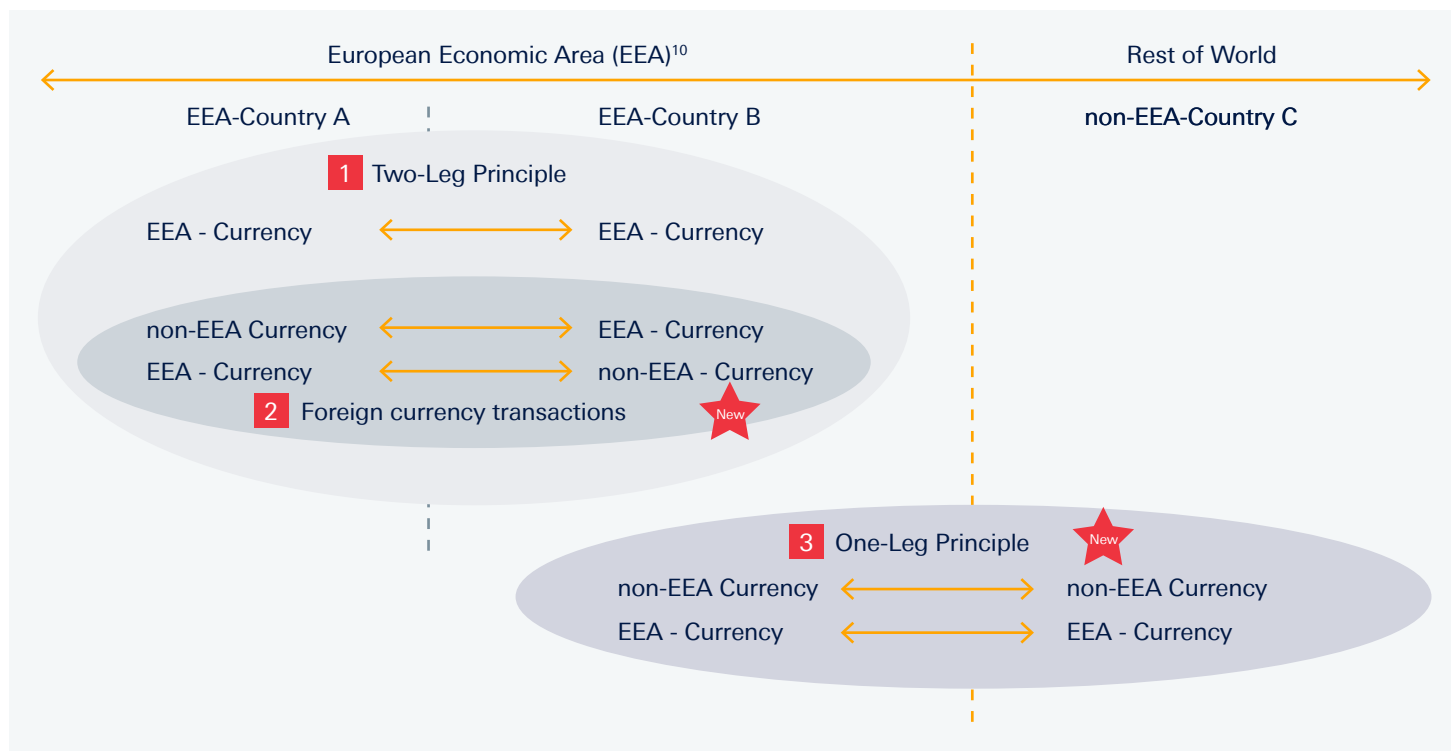 European Economic Area (EEA)¹⁰
Rest of World
EEA-Country A
EEA-Country B
non-EEA-Country C
1 Two-Leg Principle
EEA - Currency
EEA - Currency
non-EEA Currency
EEA - Currency
EEA - Currency
non-EEA - Currency
2 Foreign currency transactions
New
3 One-Leg Principle
New
non-EEA Currency
non-EEA Currency
EEA - Currency
EEA - Currency